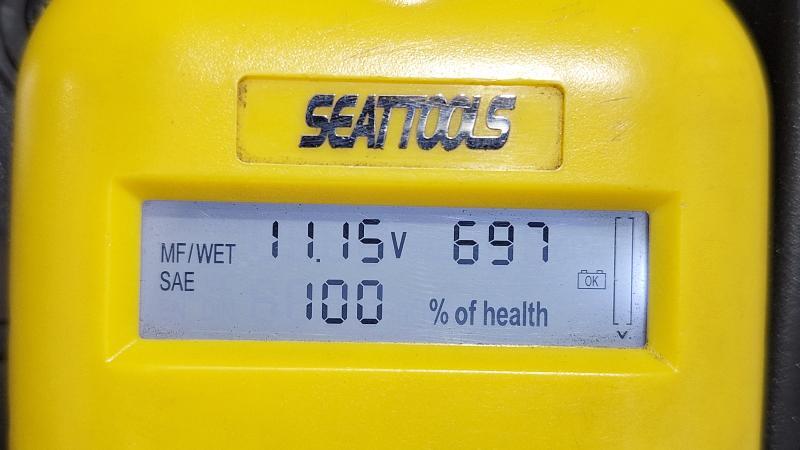 SEATTOOLS
MF/WET 11.15V 697
SAE 100 % of health
OK